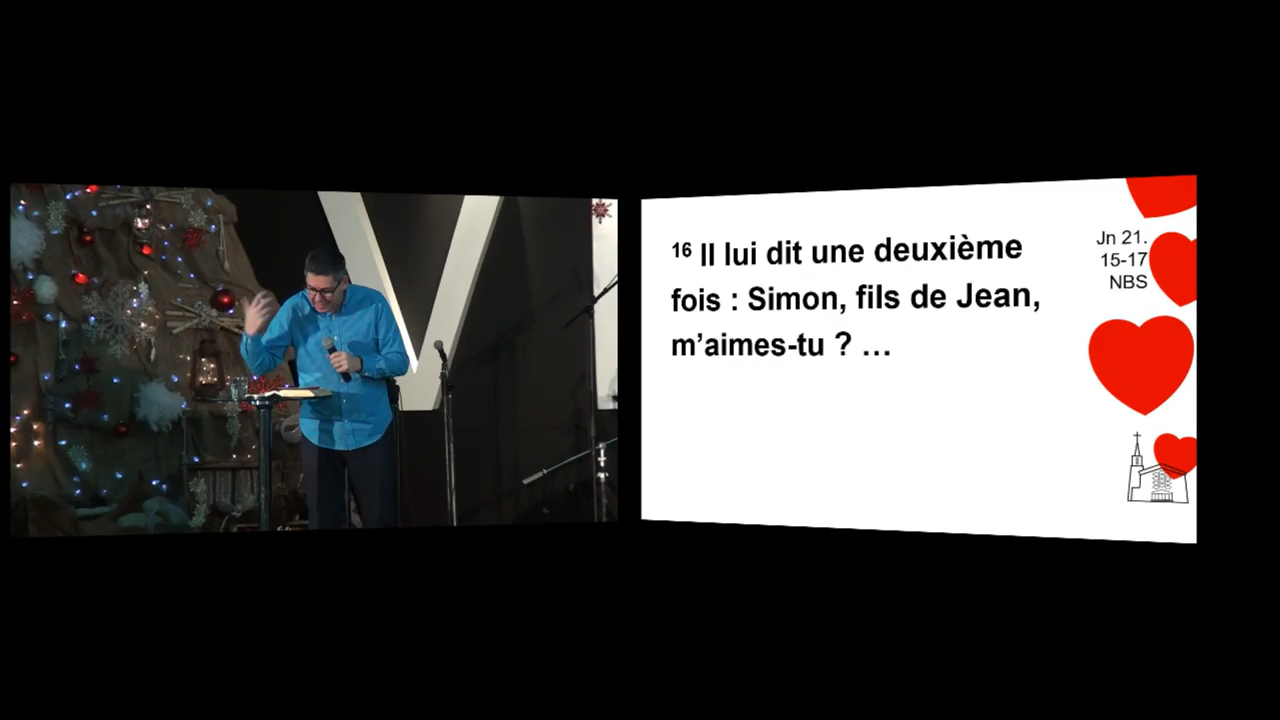 16 Il lui dit une deuxième
fois : Simon, fils de Jean,
m’aimes-tu ? …
Jn 21.
15-17
NBS